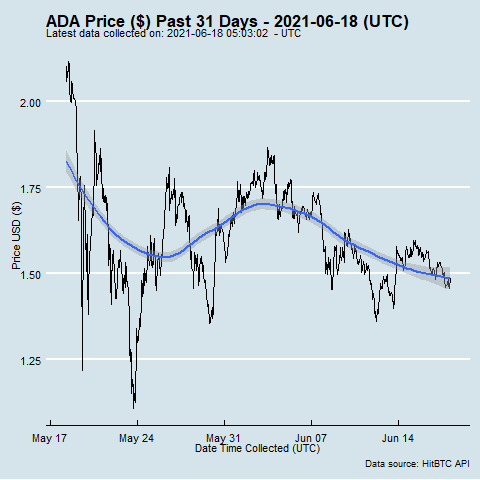 ADA Price ($) Past 31 Days - 2021-06-18 (UTC)
Latest data collected on: 2021-06-18 05:03:02 - UTC
2.00
1.75
1.50
1.25
Price USD ($)
May 17
May 24
May 31
Jun 07
Jun 14
Date Time Collected (UTC)
Data source: HitBTC API